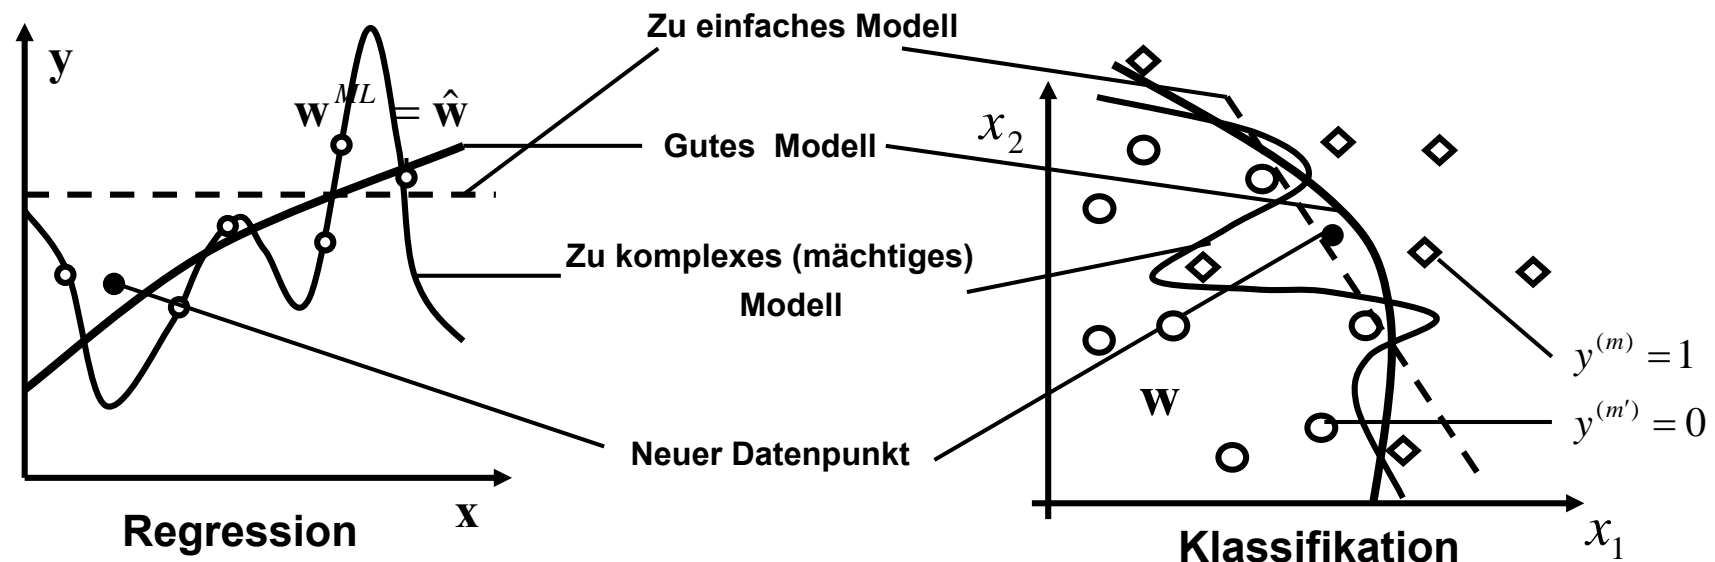 Zu einfaches Modell
y
w^{ML} = ŵ
Gutes Modell
x_2
Zu komplexes (mächtiges)
Modell
y^{(m)} = 1
w
y^{(m′)} = 0
Neuer Datenpunkt
x
Regression
x_1
Klassifikation